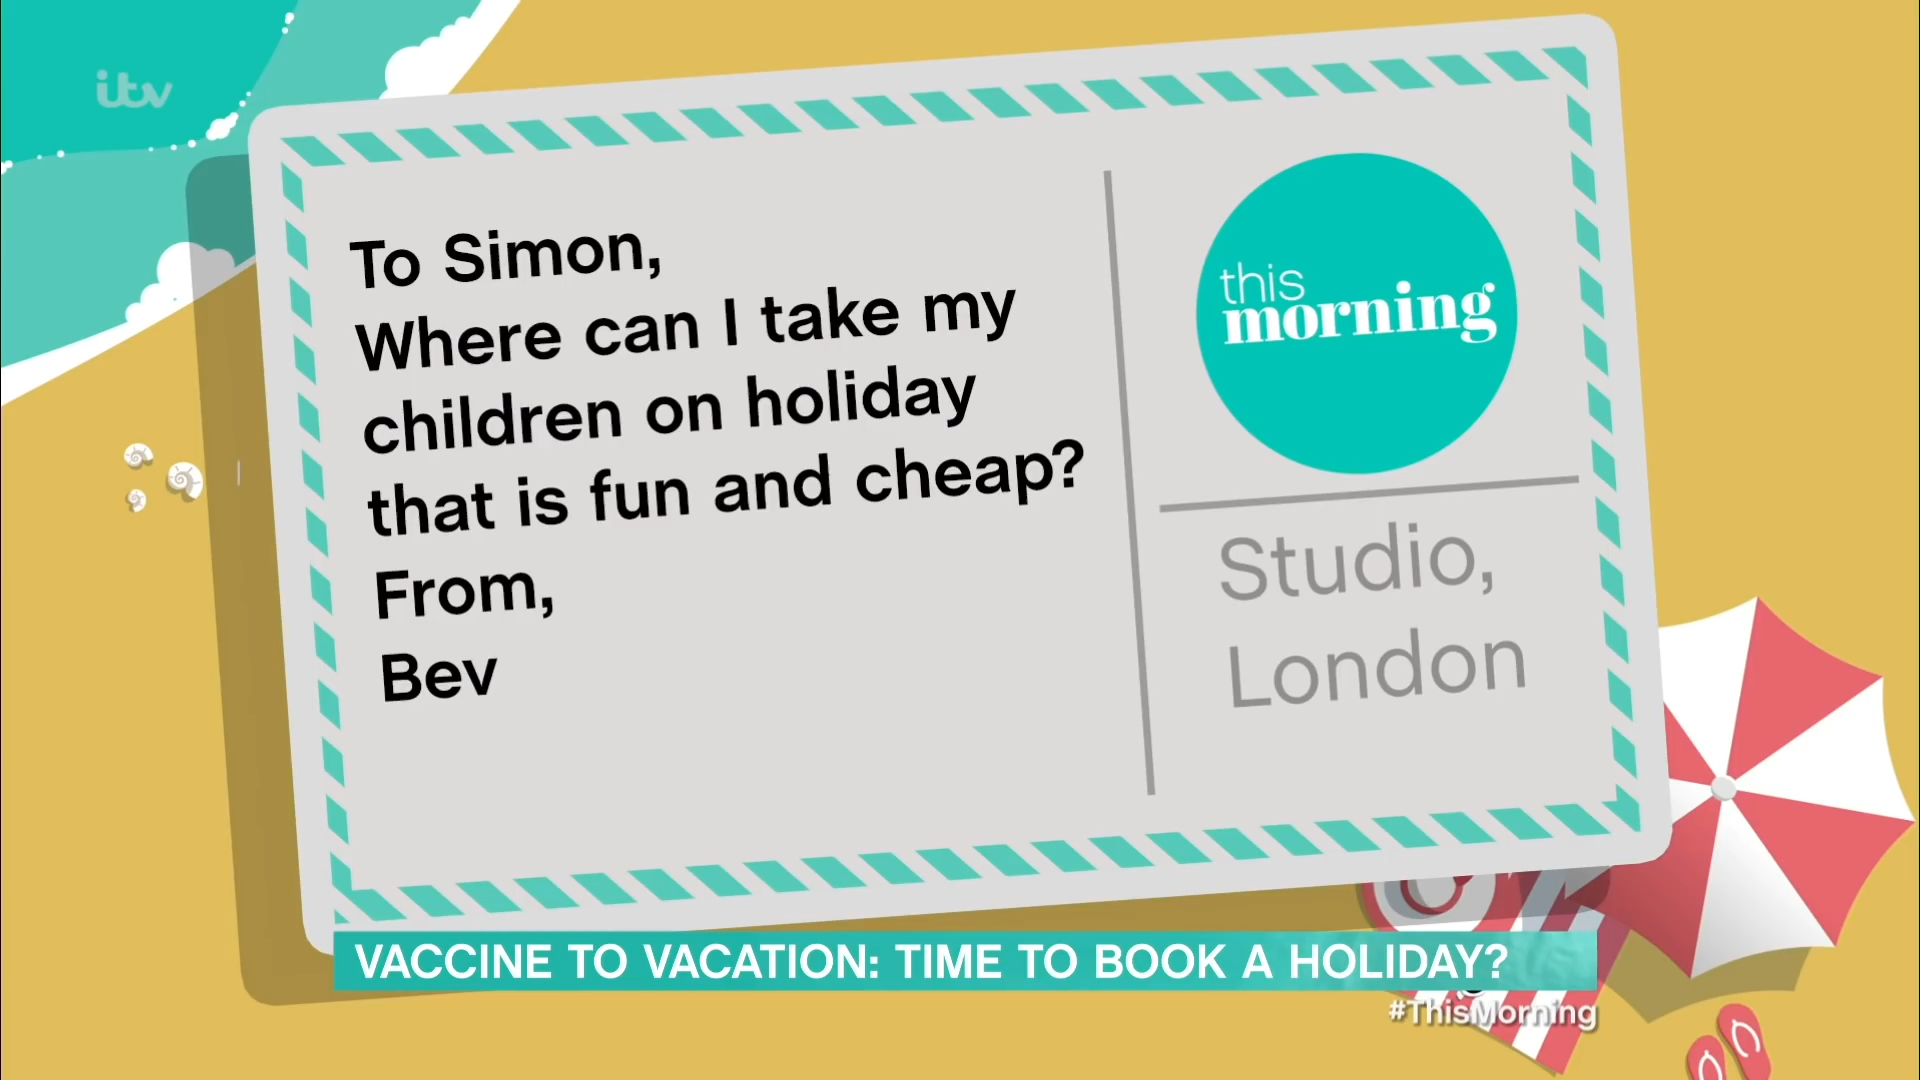 itv
To Simon,
Where can I take my
children on holiday
that is fun and cheap?
From,
Bev
this
morning
Studio,
London
VACCINE TO VACATION: TIME TO BOOK A HOLIDAY?
#ThisMorning